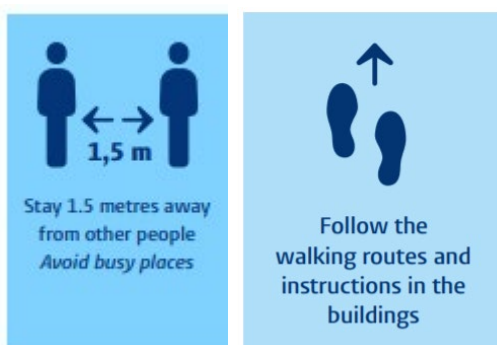 1,5 m
Stay 1.5 metres away
from other people
Avoid busy places
Follow the
walking routes and
instructions in the
buildings